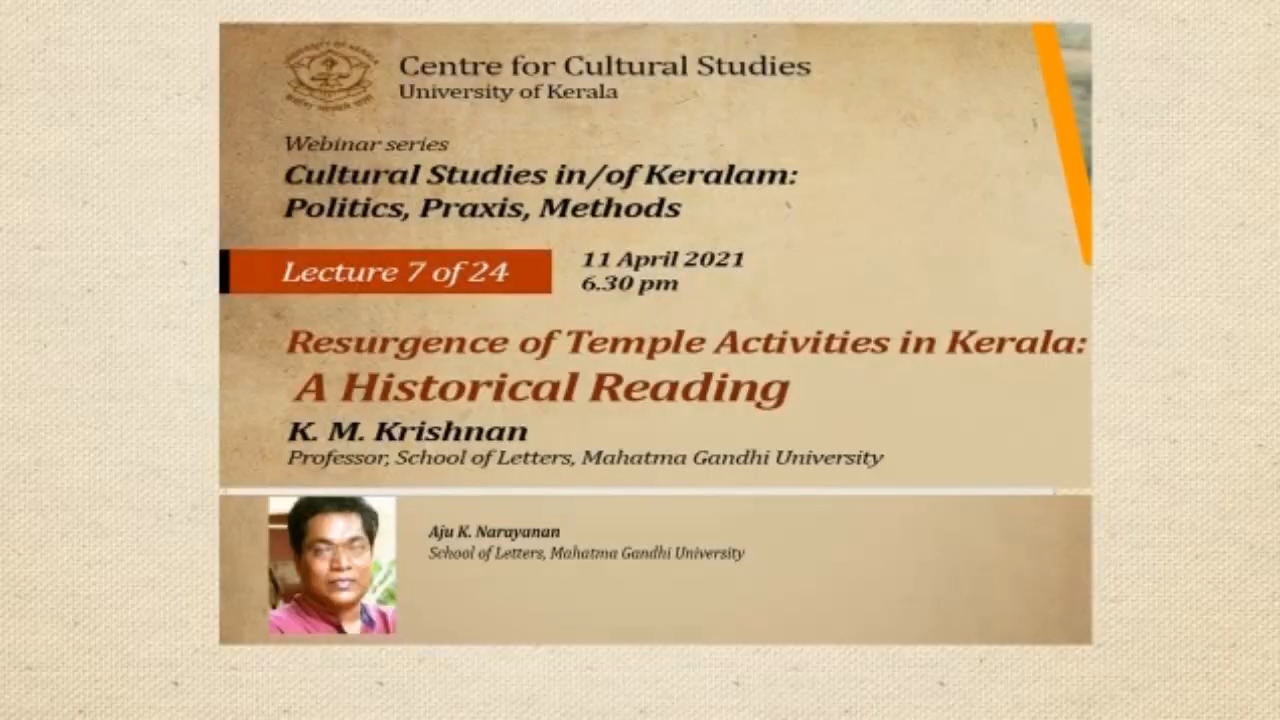 Centre for Cultural Studies
University of Kerala
Webinar series
Cultural Studies in/of Keralam:
Politics, Praxis, Methods
Lecture 7 of 24
11 April 2021
6.30 pm
Resurgence of Temple Activities in Kerala:
A Historical Reading
K. M. Krishnan
Professor, School of Letters, Mahatma Gandhi University
Aju K. Narayanan
School of Letters, Mahatma Gandhi University